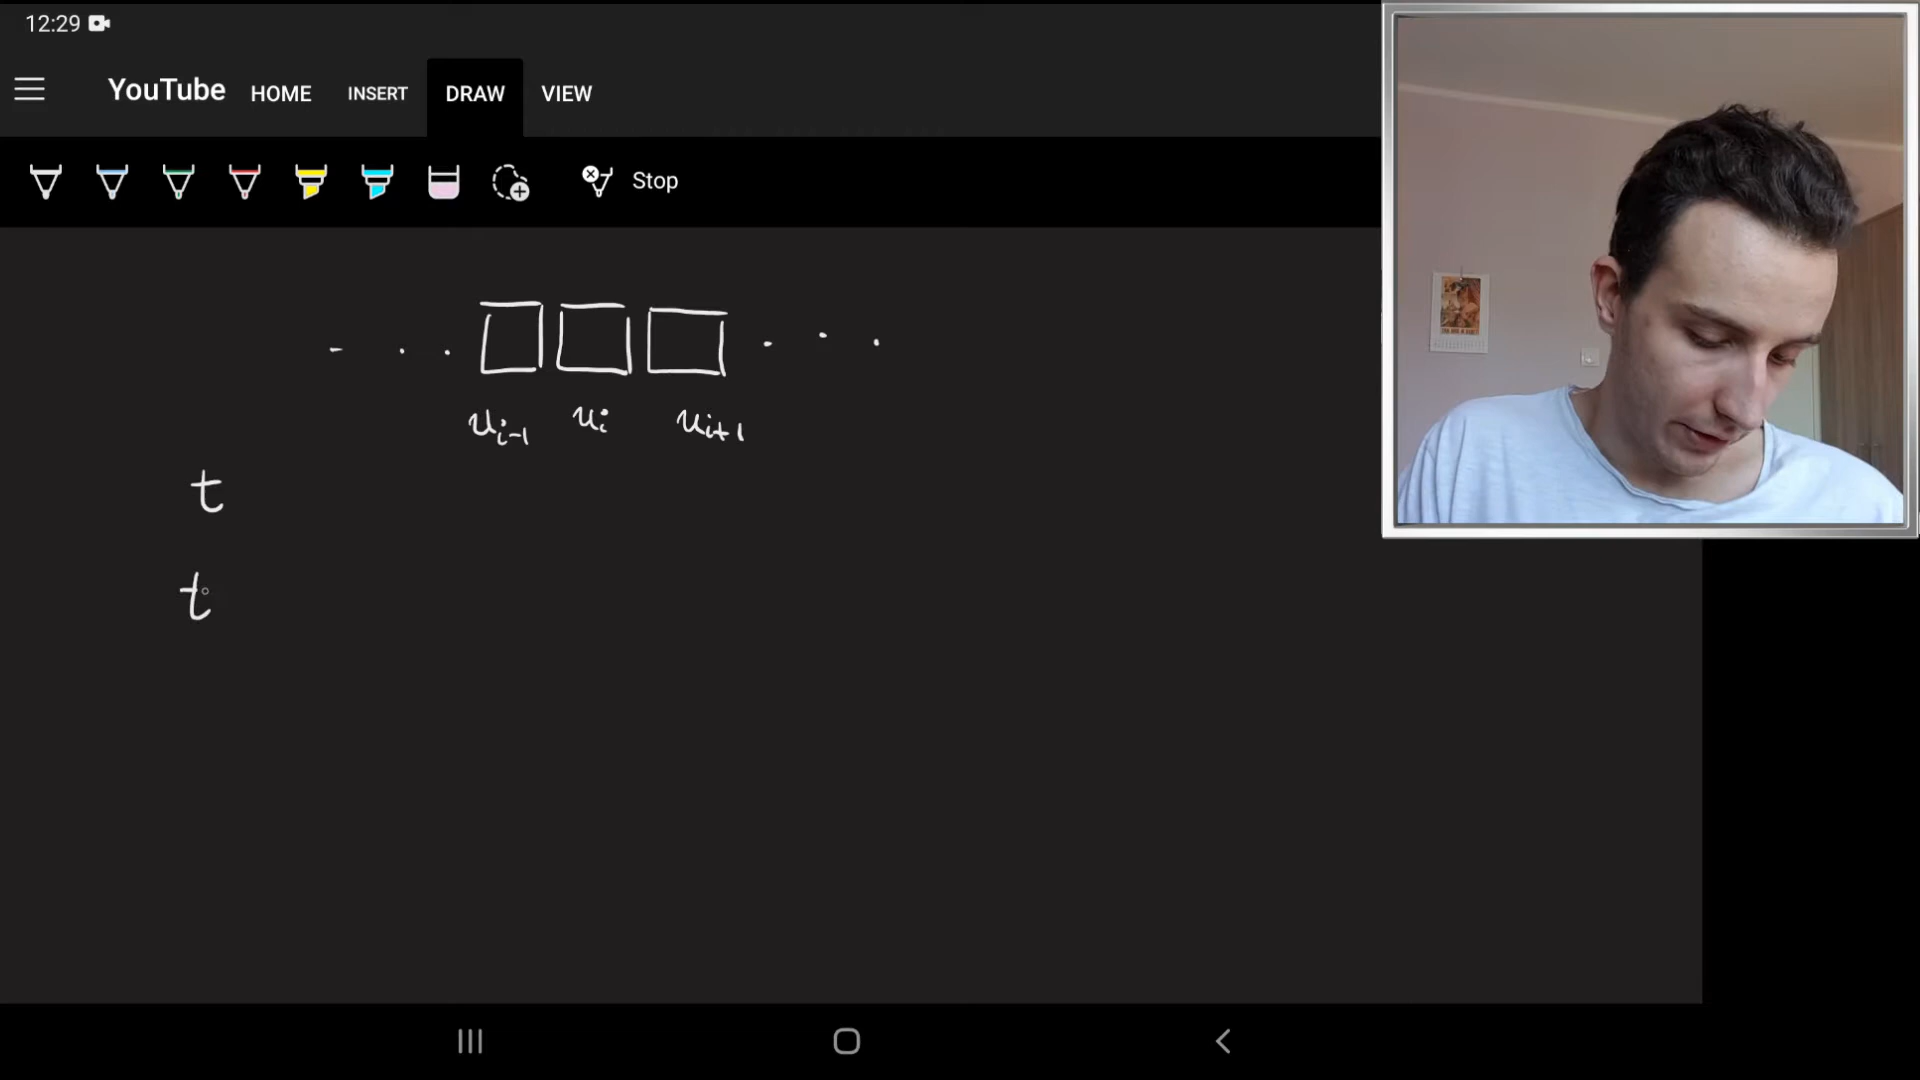 12:29
YouTube HOME INSERT DRAW VIEW
Stop
- . . □ □ □ . . .
u_{i-1} u_i u_{i+1}
t
t